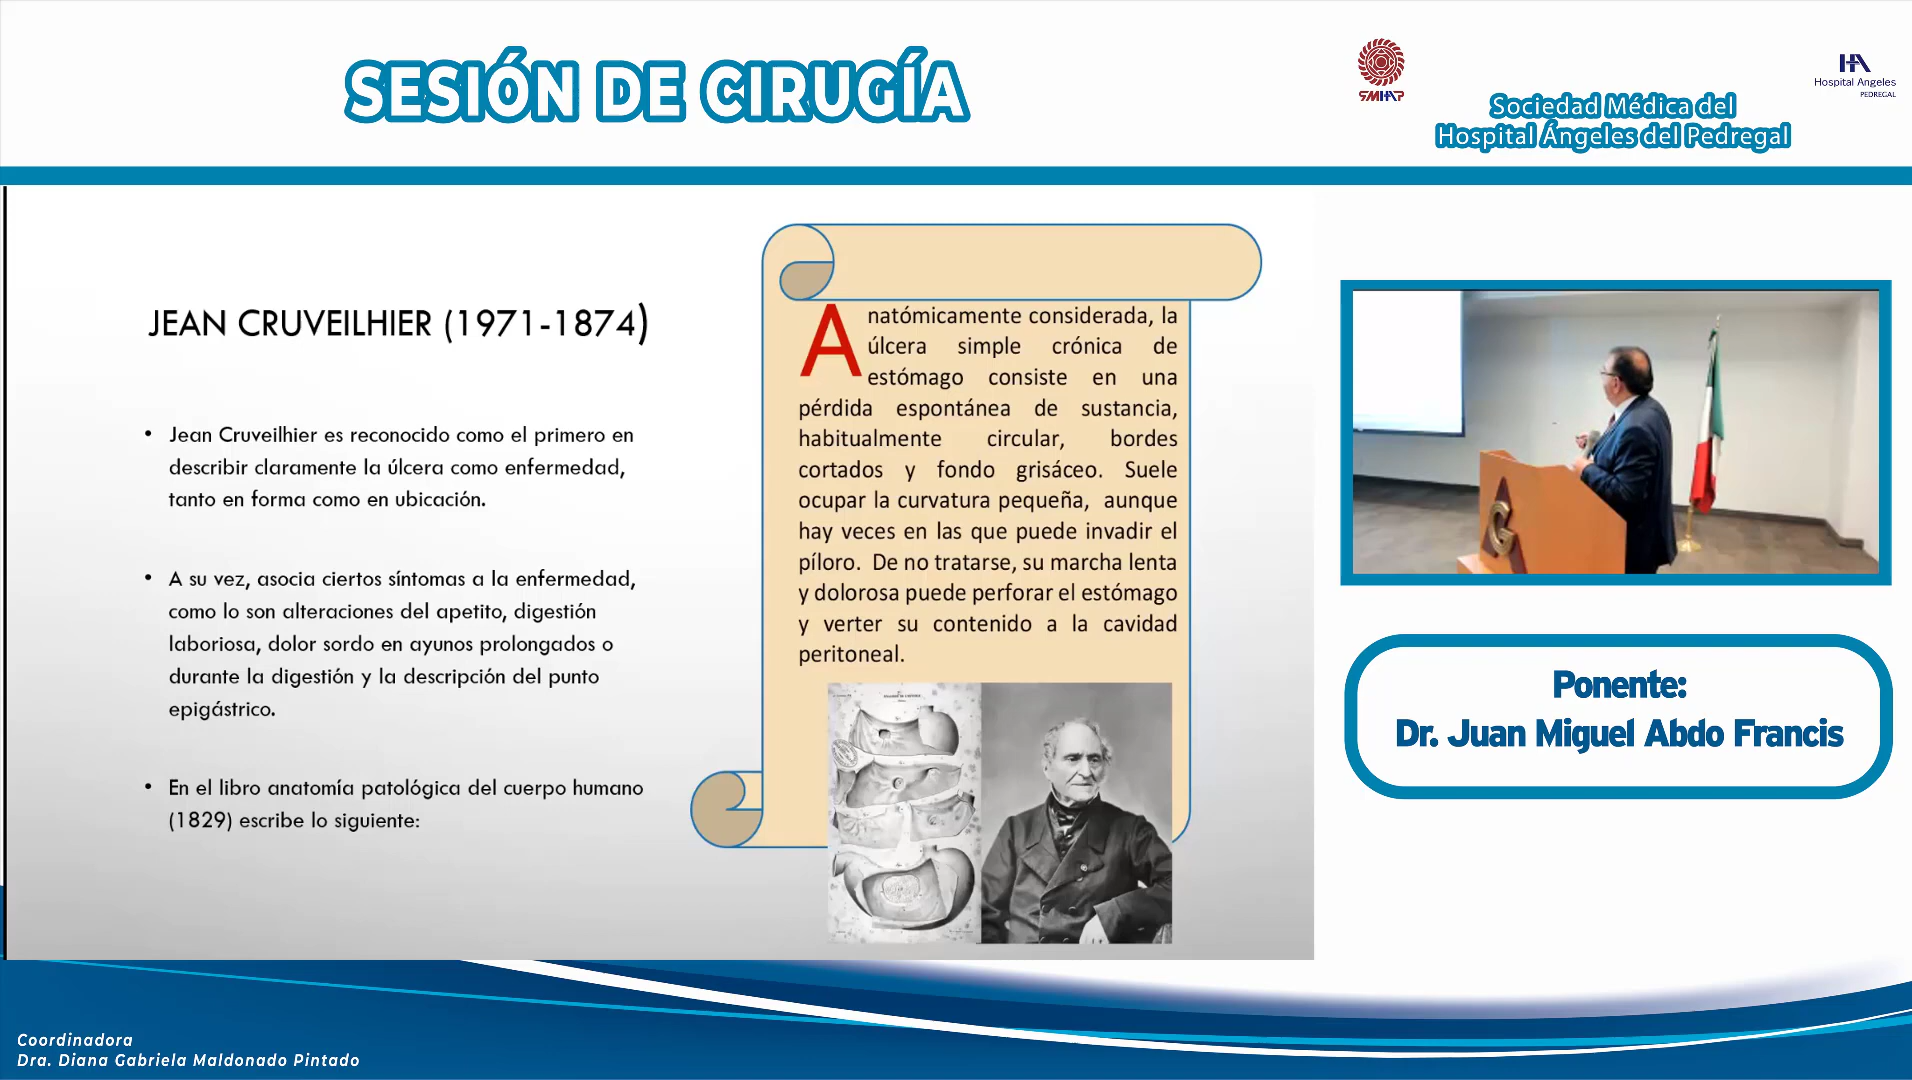 SESIÓN DE CIRUGÍA
SMHAP
Sociedad Médica del
Hospital Ángeles del Pedregal
HA
Hospital Angeles
PEDREGAL
JEAN CRUVEILHIER (1971-1874)
• Jean Cruveilhier es reconocido como el primero en
describir claramente la úlcera como enfermedad,
tanto en forma como en ubicación.
• A su vez, asocia ciertos síntomas a la enfermedad,
como lo son alteraciones del apetito, digestión
laboriosa, dolor sordo en ayunos prolongados o
durante la digestión y la descripción del punto
epigástrico.
• En el libro anatomía patológica del cuerpo humano
(1829) escribe lo siguiente:
Anatómicamente considerada, la
úlcera simple crónica de
estómago consiste en una
pérdida espontánea de sustancia,
habitualmente circular, bordes
cortados y fondo grisáceo. Suele
ocupar la curvatura pequeña, aunque
hay veces en las que puede invadir el
píloro. De no tratarse, su marcha lenta
y dolorosa puede perforar el estómago
y verter su contenido a la cavidad
peritoneal.
G
Ponente:
Dr. Juan Miguel Abdo Francis
Coordinadora
Dra. Diana Gabriela Maldonado Pintado